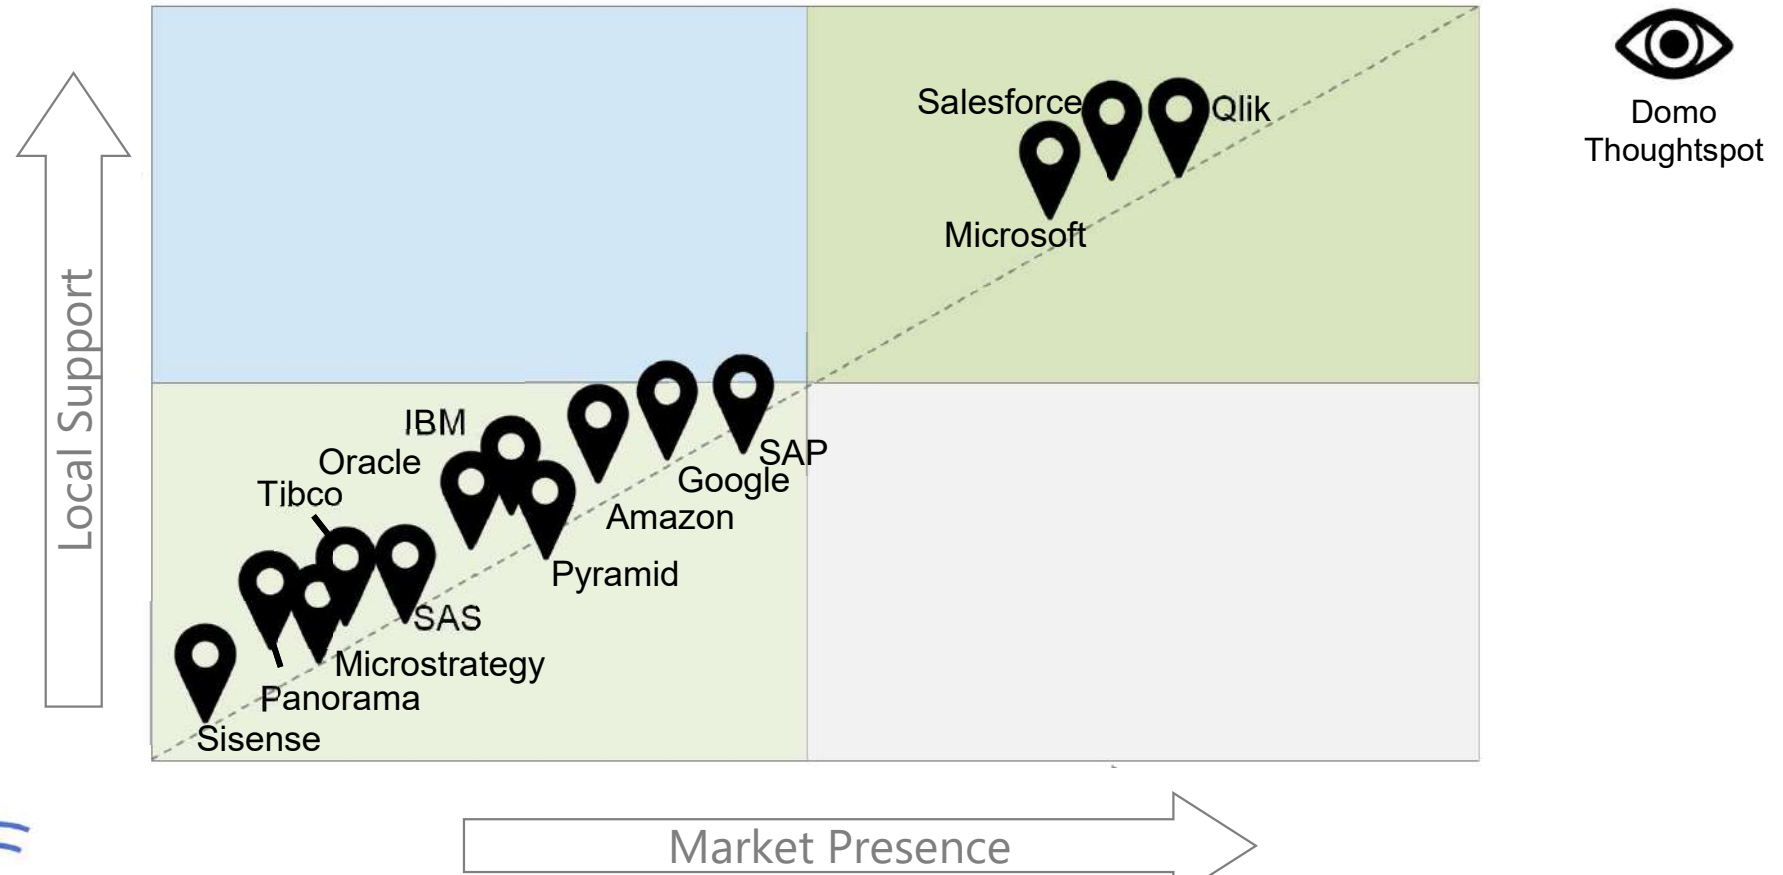 Salesforce
Qlik
Domo
Thoughtspot
Microsoft
Local Support
IBM
SAP
Oracle
Google
Tibco
Amazon
Pyramid
SAS
Microstrategy
Panorama
Sisense
Market Presence